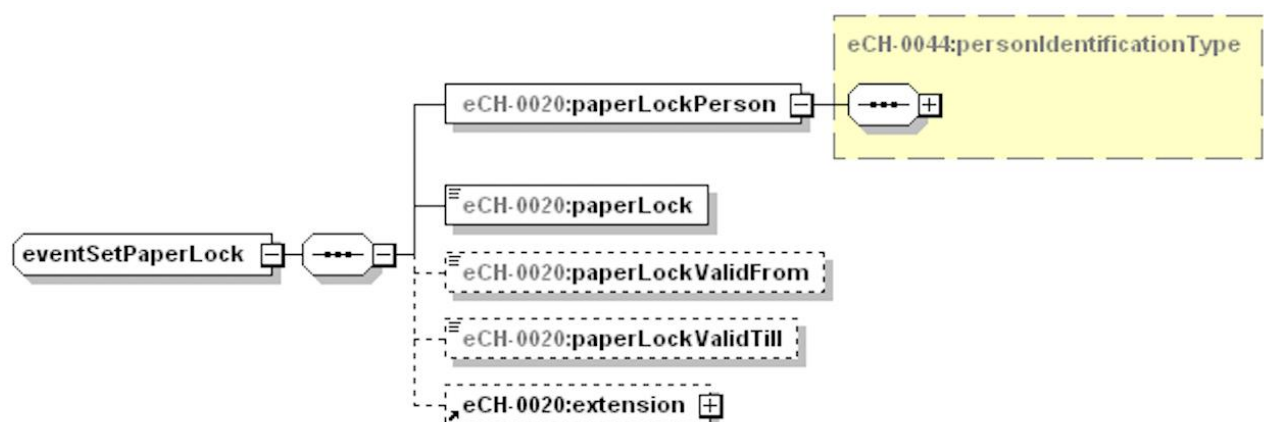 eCH-0044:personIdentificationType
eCH-0020:paperLockPerson
eCH-0020:paperLock
eventSetPaperLock
eCH-0020:paperLockValidFrom
eCH-0020:paperLockValidTill
eCH-0020:extension